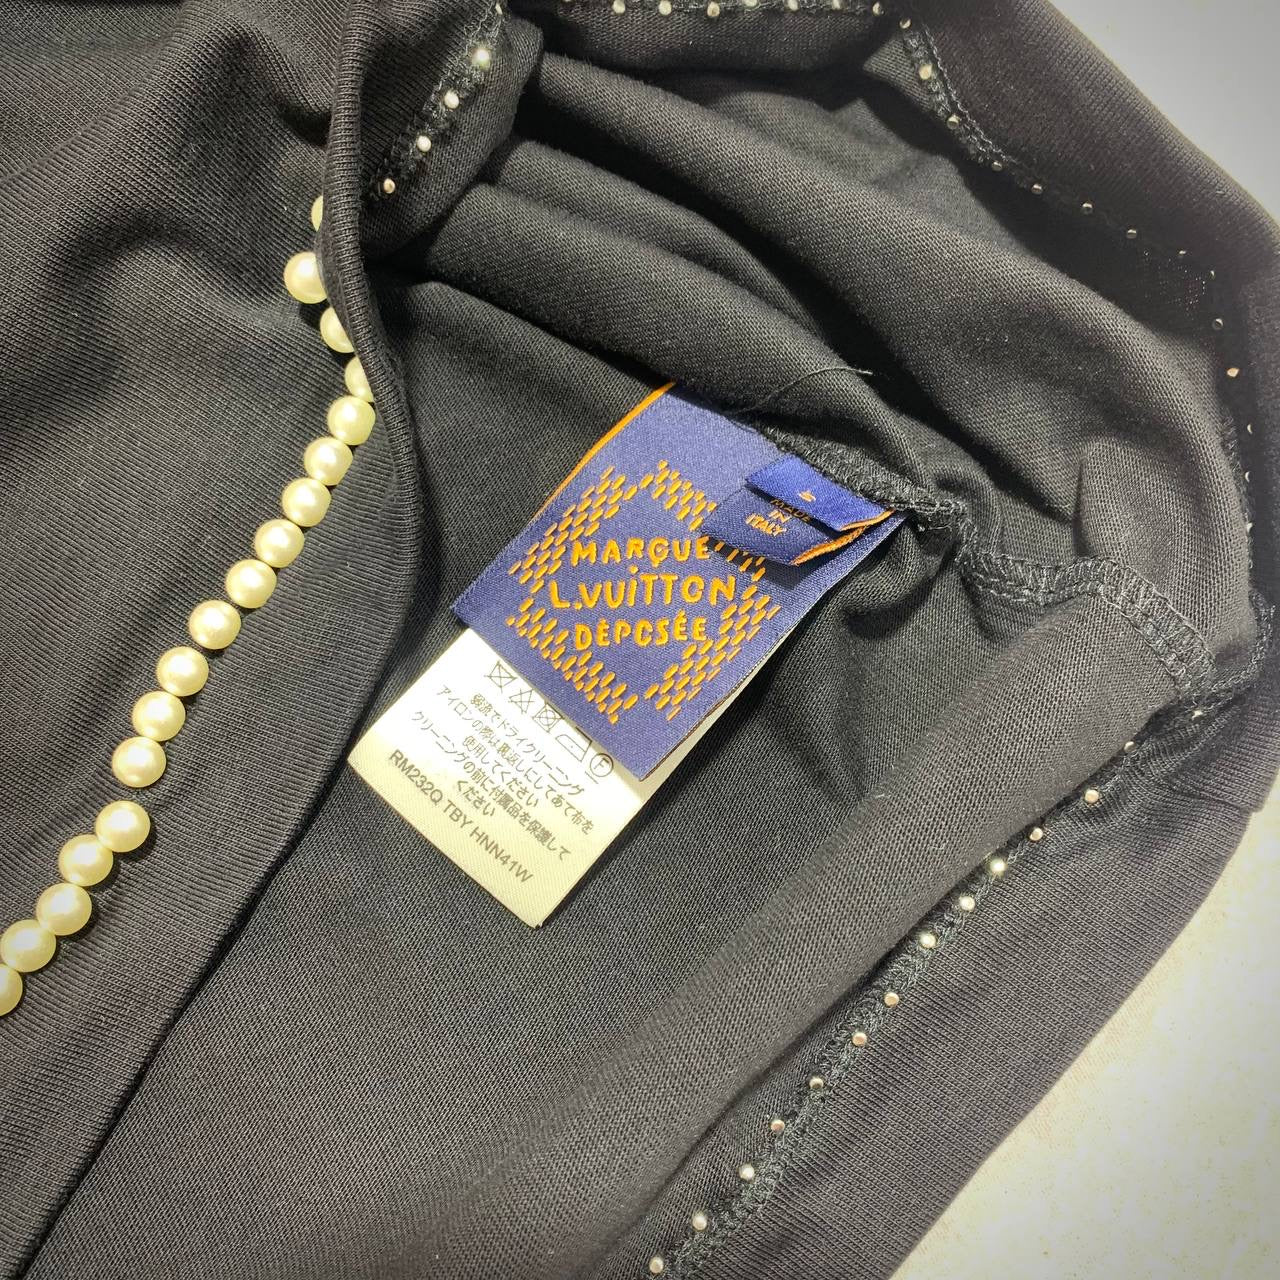 S
MADE
IN
ITALY
MARQUE
L.VUiTTON
DÉPOSÉE
弱流でドライクリーニング
アイロンの際は裏返しにしてあて布を
使用してください
クリーニングの前に付属品を保護して
ください
RM232Q TBY HNN41W